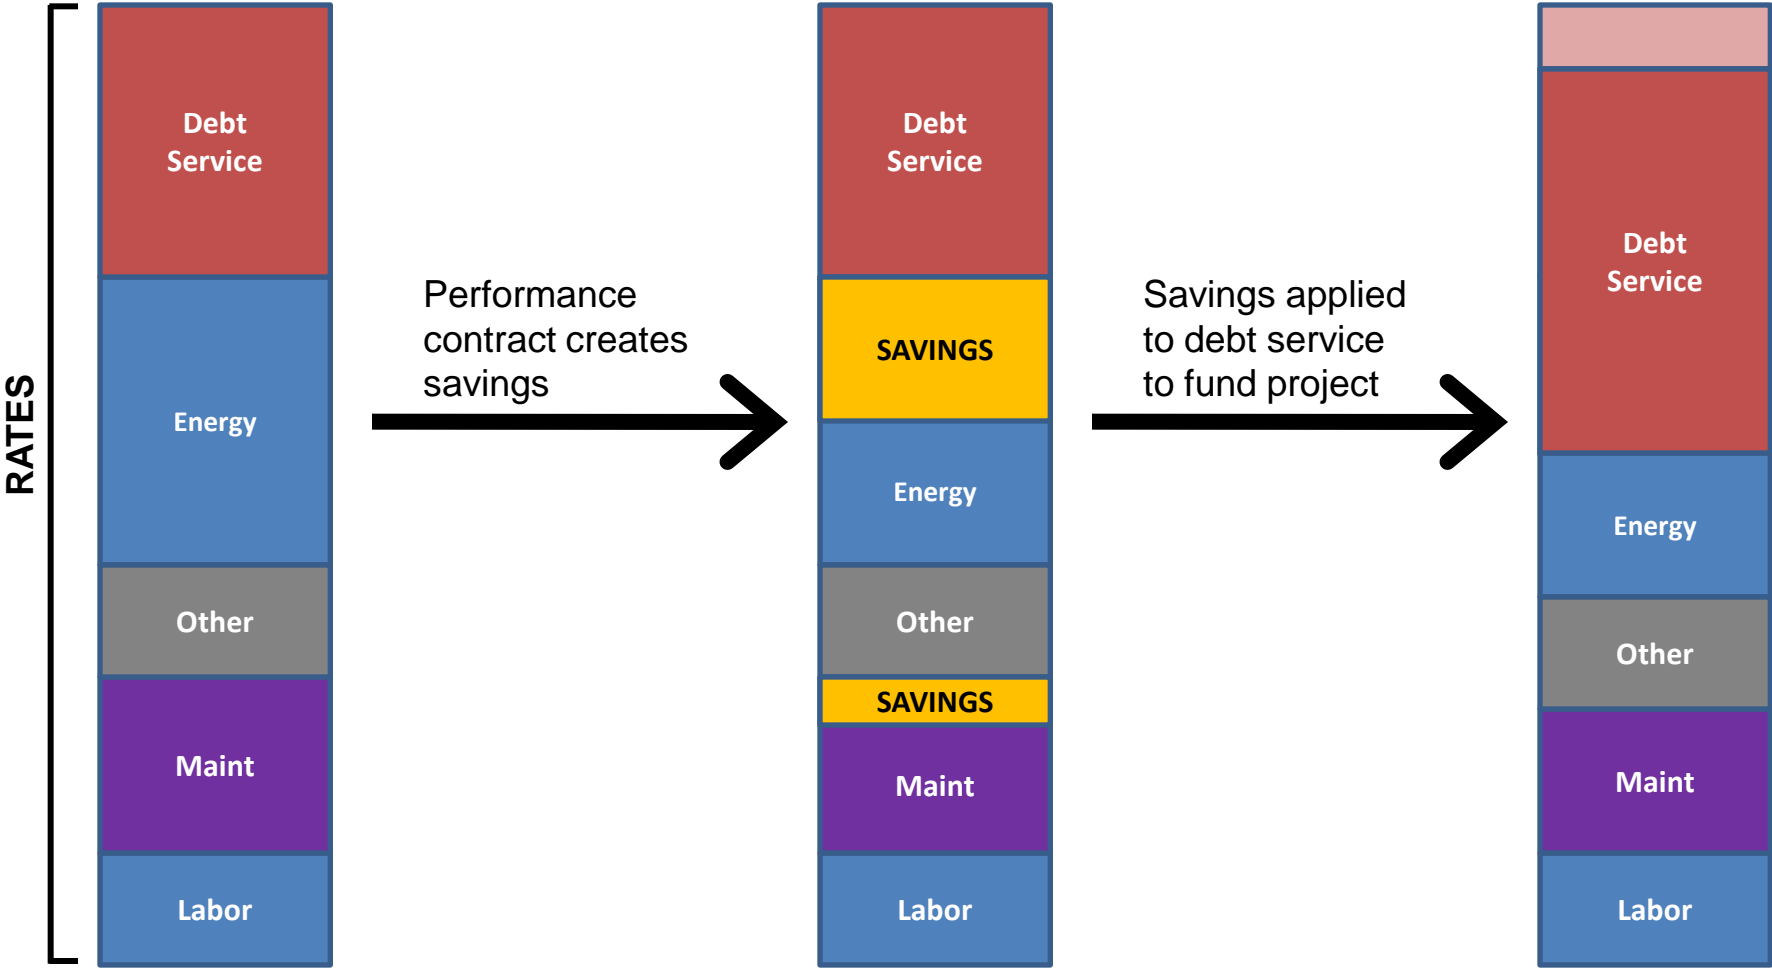 RATES
Debt
Service
Energy
Other
Maint
Labor
Performance
contract creates
savings
Debt
Service
SAVINGS
Energy
Other
SAVINGS
Maint
Labor
Savings applied
to debt service
to fund project
Debt
Service
Energy
Other
Maint
Labor